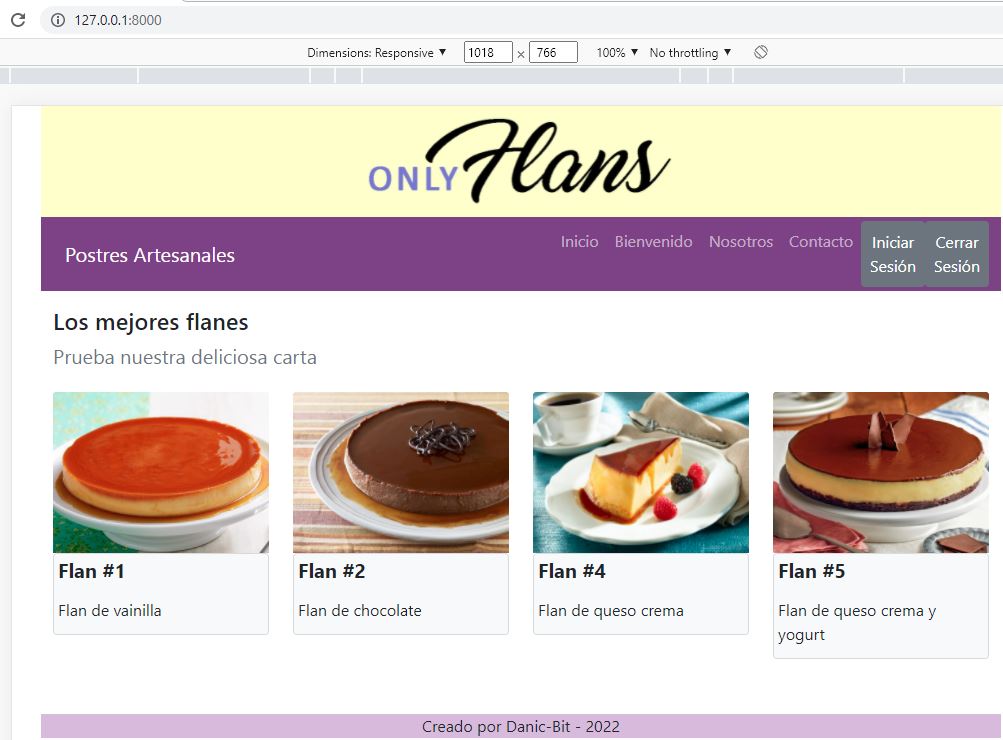 127.0.0.1:8000
Dimensions: Responsive ▼ 1018 × 766 100% ▼ No throttling ▼
ONLY Flans
Postres Artesanales
Inicio Bienvenido Nosotros Contacto
Iniciar Sesión
Cerrar Sesión
Los mejores flanes
Prueba nuestra deliciosa carta
Flan #1
Flan de vainilla
Flan #2
Flan de chocolate
Flan #4
Flan de queso crema
Flan #5
Flan de queso crema y
yogurt
Creado por Danic-Bit - 2022